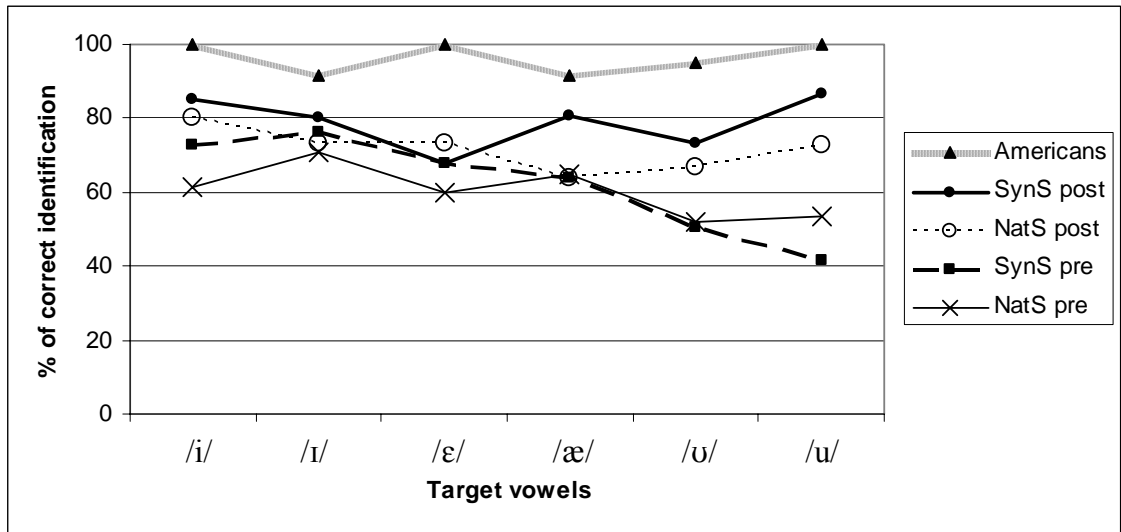 100
80
60
40
20
0
% of correct identification
/i/ /ɪ/ /ɛ/ /æ/ /ʊ/ /u/
Target vowels
Americans
SynS post
NatS post
SynS pre
NatS pre